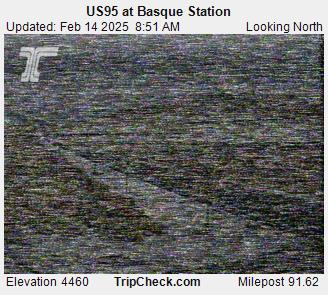 US95 at Basque Station
Updated: Feb 14 2025 8:51 AM Looking North
Elevation 4460 TripCheck.com Milepost 91.62